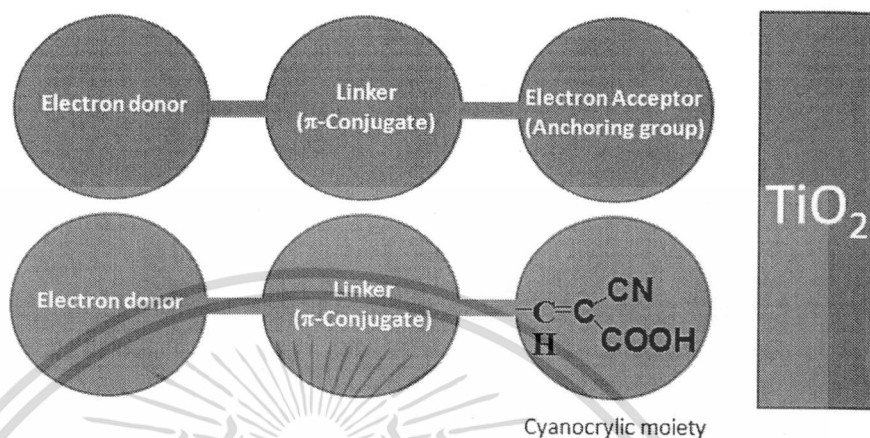 Electron donor
Linker
(π-Conjugate)
Electron Acceptor
(Anchoring group)
TiO2
Electron donor
Linker
(π-Conjugate)
-C=C
CN
H
COOH
Cyanocrylic moiety